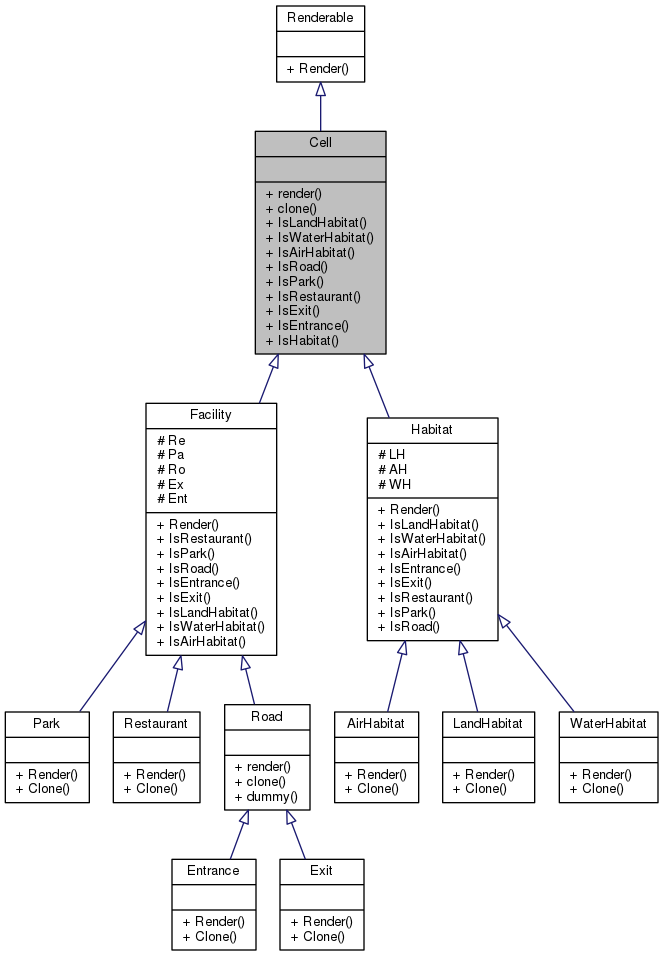 Renderable
+ Render()
Cell
+ render()
+ clone()
+ IsLandHabitat()
+ IsWaterHabitat()
+ IsAirHabitat()
+ IsRoad()
+ IsPark()
+ IsRestaurant()
+ IsExit()
+ IsEntrance()
+ IsHabitat()
Facility
# Re
# Pa
# Ro
# Ex
# Ent
+ Render()
+ IsRestaurant()
+ IsPark()
+ IsRoad()
+ IsEntrance()
+ IsExit()
+ IsLandHabitat()
+ IsWaterHabitat()
+ IsAirHabitat()
Habitat
# LH
# AH
# WH
+ Render()
+ IsLandHabitat()
+ IsWaterHabitat()
+ IsAirHabitat()
+ IsEntrance()
+ IsExit()
+ IsRestaurant()
+ IsPark()
+ IsRoad()
Park
+ Render()
+ Clone()
Restaurant
+ Render()
+ Clone()
Road
+ render()
+ clone()
+ dummy()
AirHabitat
+ Render()
+ Clone()
LandHabitat
+ Render()
+ Clone()
WaterHabitat
+ Render()
+ Clone()
Entrance
+ Render()
+ Clone()
Exit
+ Render()
+ Clone()